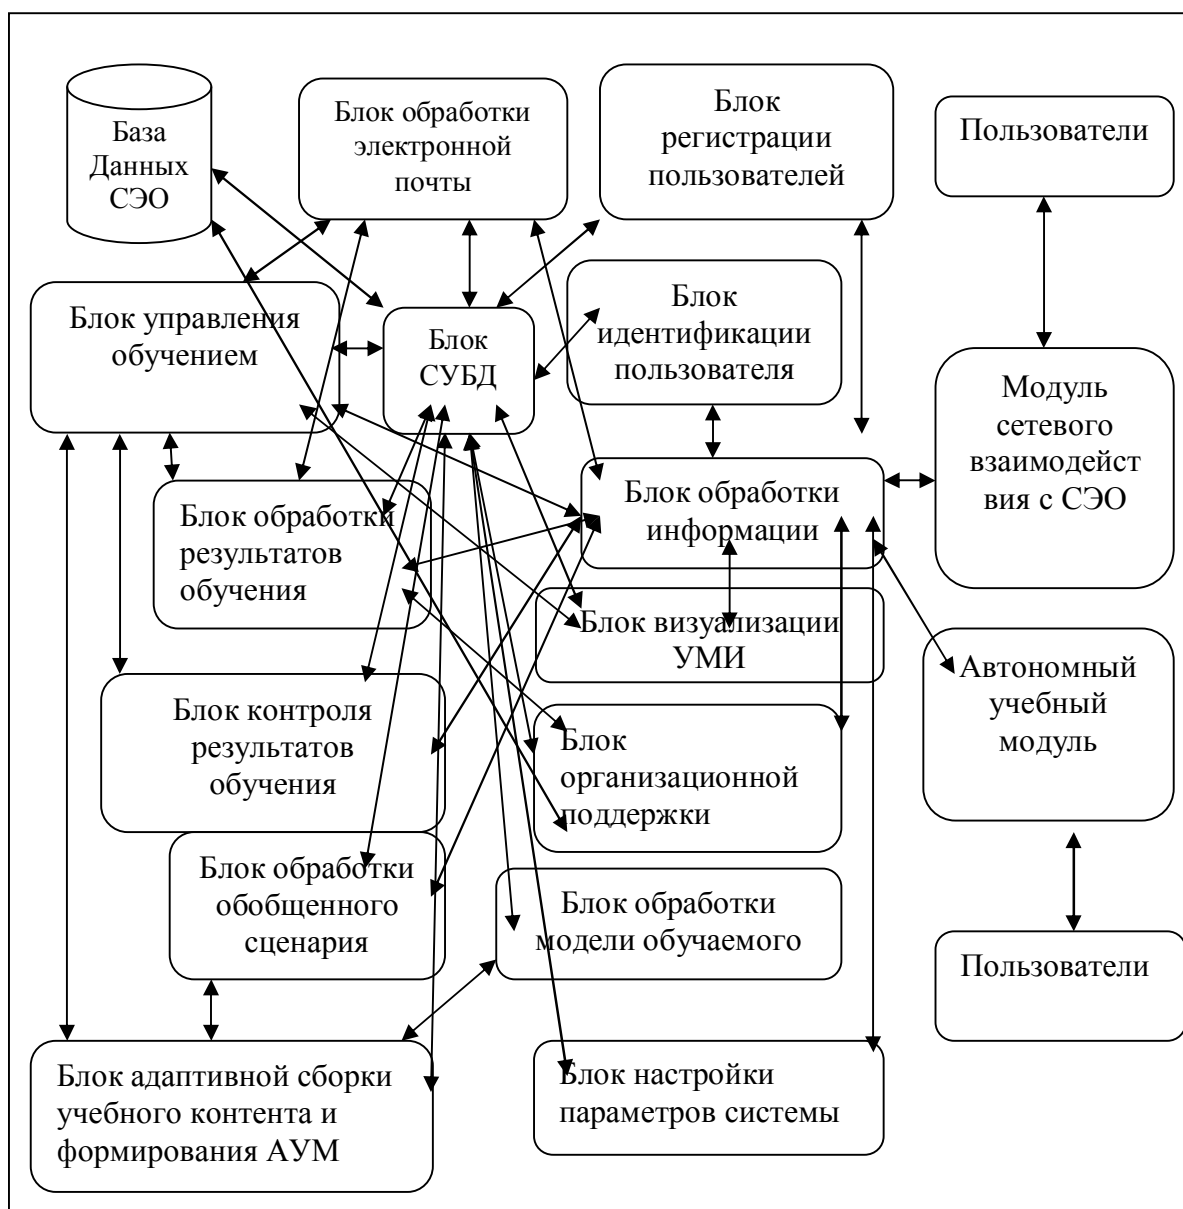 База
Данных
СЭО
Блок обработки
электронной
почты
Блок
регистрации
пользователей
Пользователи
Блок управления
обучением
Блок
СУБД
Блок
идентификации
пользователя
Модуль
сетевого
взаимодейст
вия с СЭО
Блок обработки
результатов
обучения
Блок обработки
информации
Блок визуализации
УМИ
Автономный
учебный
модуль
Блок контроля
результатов
обучения
Блок
организационной
поддержки
Блок обработки
обобщенного
сценария
Блок обработки
модели обучаемого
Пользователи
Блок адаптивной сборки
учебного контента и
формирования АУМ
Блок настройки
параметров системы